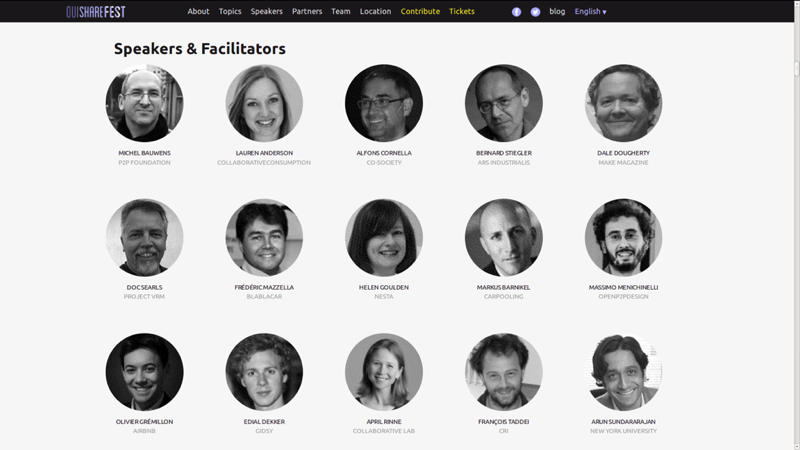 OUISHAREFEST
About Topics Speakers Partners Team Location Contribute Tickets blog English ▾
Speakers & Facilitators
MICHEL BAUWENS LAUREN ANDERSON ALFONS CORNELLA BERNARD STIEGLER DALE DOUGHERTY
P2P FOUNDATION COLLABORATIVECONSUMPTION CO-SOCIETY ARS INDUSTRIALIS MAKE MAGAZINE
DOC SEARLS FRÉDÉRIC MAZZELLA HELEN GOULDEN MARKUS BARNIKEL MASSIMO MENICHINELLI
PROJECT VRM BLABLACAR NESTA CARPOOLING OPENP2PDESIGN
OLIVIER GRÉMILLON EDIAL DEKKER APRIL RINNE FRANÇOIS TADDEI ARUN SUNDARARAJAN
AIRBNB GIDSY COLLABORATIVE LAB CRI NEW YORK UNIVERSITY